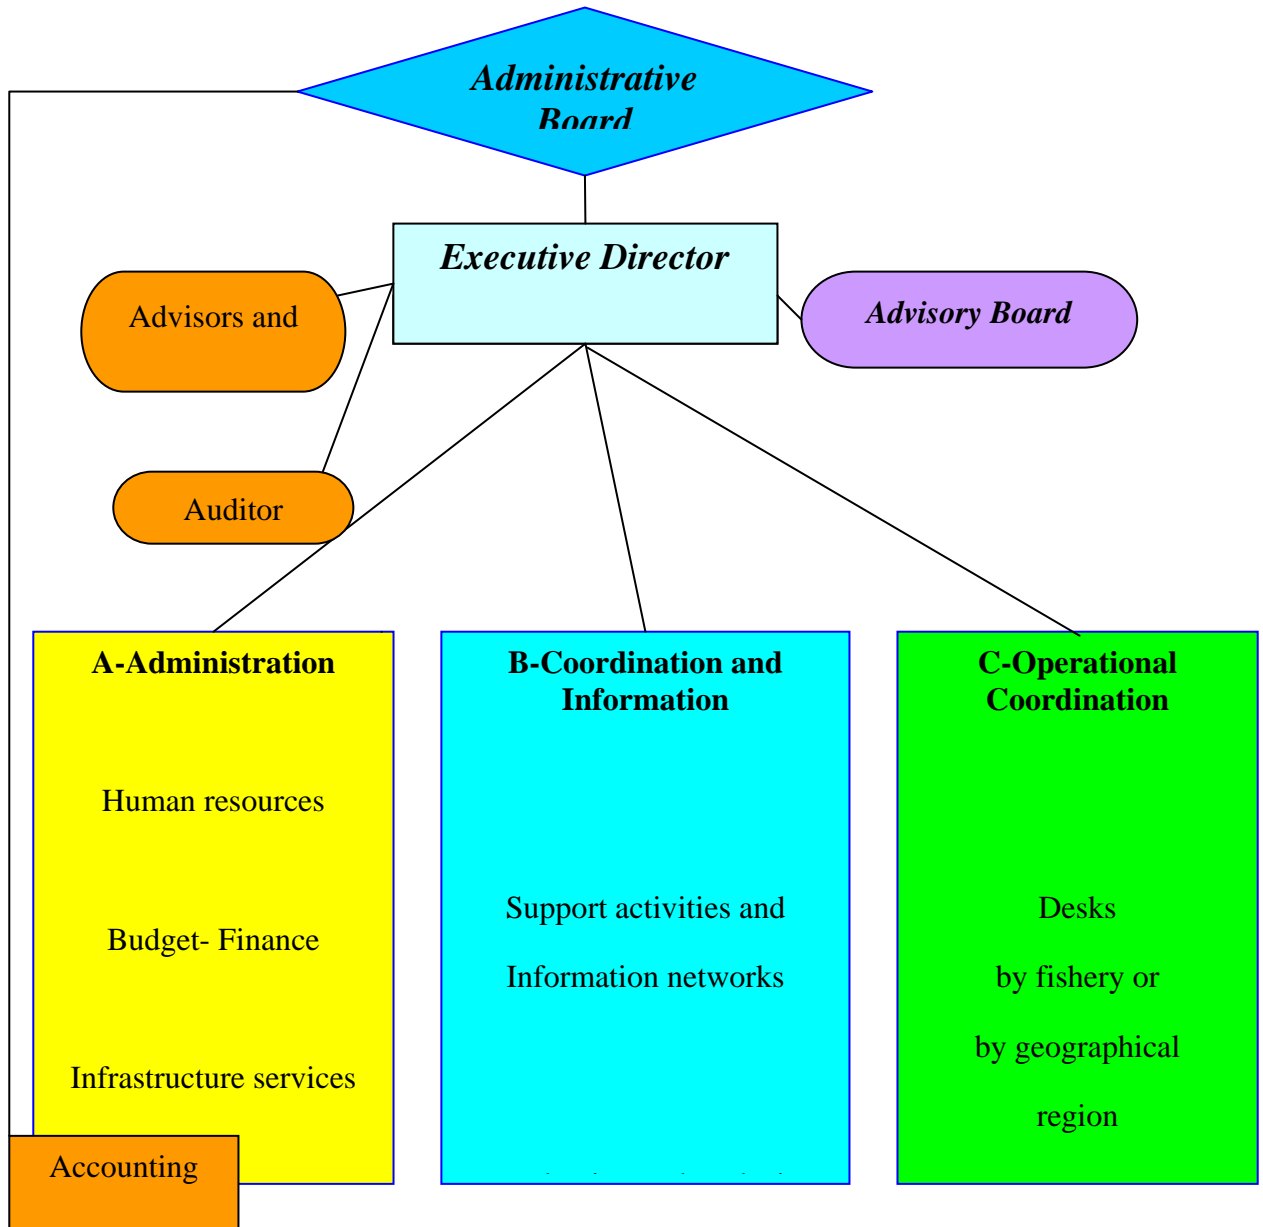 Administrative
Board
Executive Director
Advisors and
Advisory Board
Auditor
A-Administration
Human resources
Budget- Finance
Infrastructure services
Accounting
B-Coordination and
Information
Support activities and
Information networks
C-Operational
Coordination
Desks
by fishery or
by geographical
region